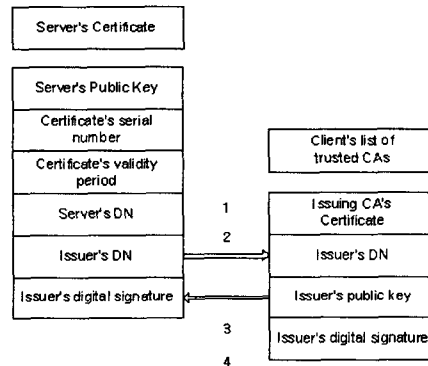 Server's Certificate
Server's Public Key
Certificate's serial
number
Certificate's validity
period
Server's DN
Issuer's DN
Issuer's digital signature
1
2
3
4
Client's list of
trusted CAs
Issuing CA's
Certificate
Issuer's DN
Issuer's public key
Issuer's digital signature